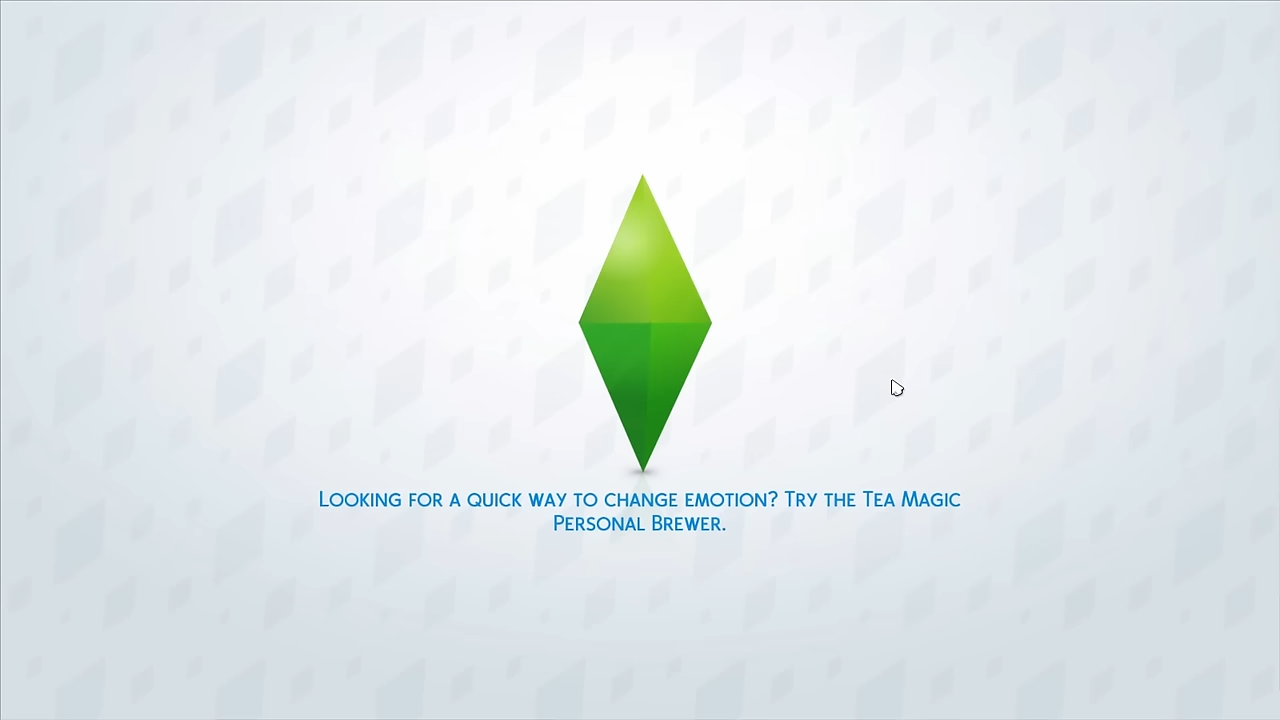 Looking for a quick way to change emotion? Try the Tea Magic
Personal Brewer.